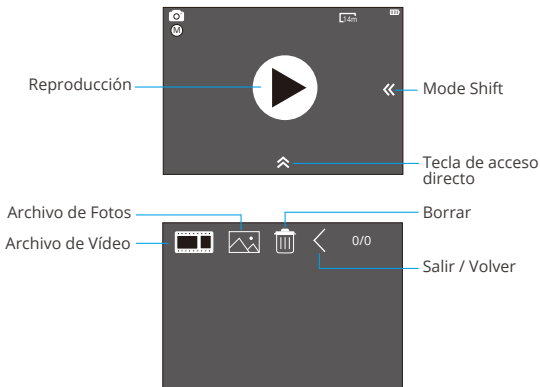 M
14m
Reproducción
Mode Shift
Tecla de acceso
directo
Archivo de Fotos
Borrar
Archivo de Vídeo
0/0
Salir / Volver